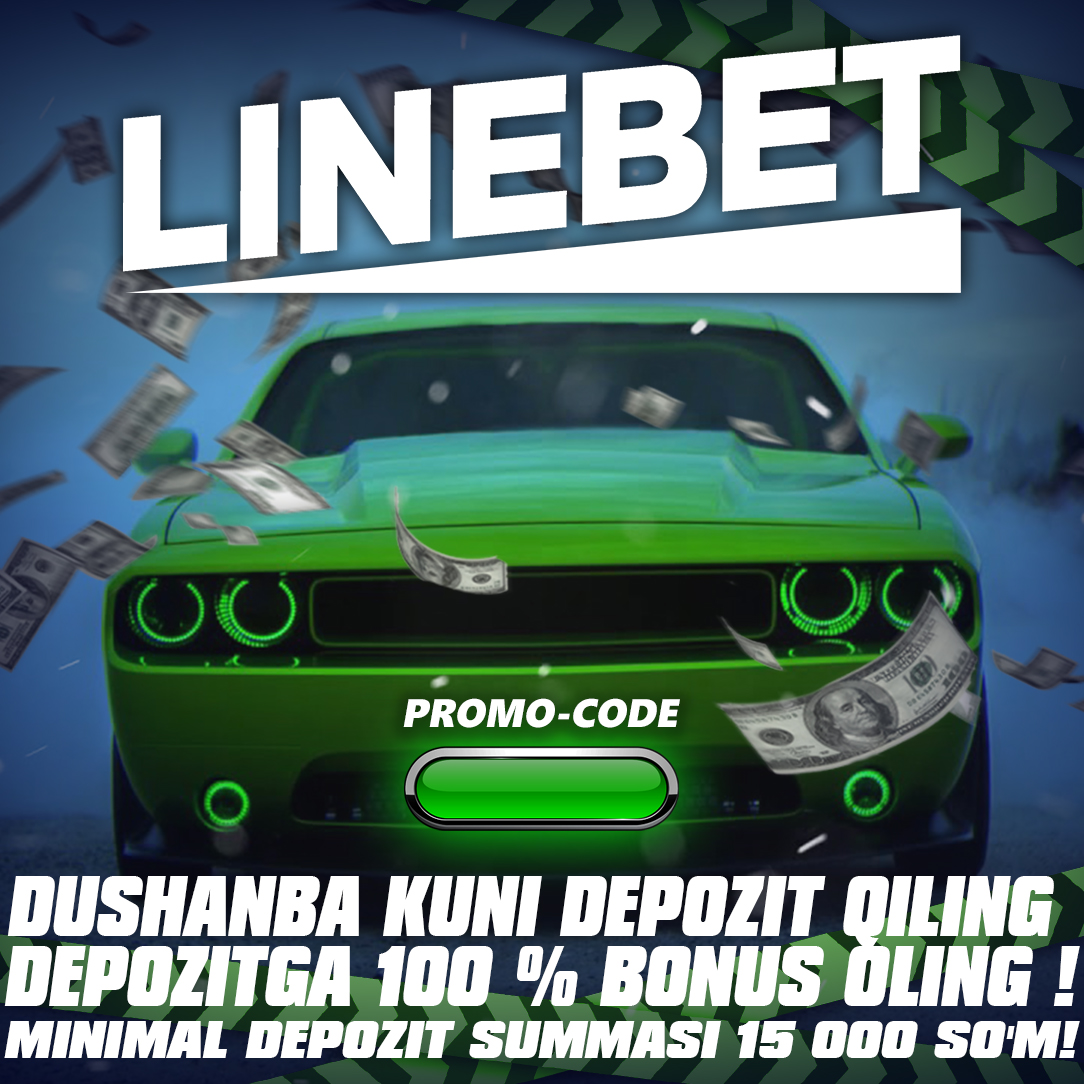 LINEBET
PROMO-CODE
DUSHANBA KUNI DEPOZIT QILING
DEPOZITGA 100 % BONUS OLING !
MINIMAL DEPOZIT SUMMASI 15 000 SO'M!